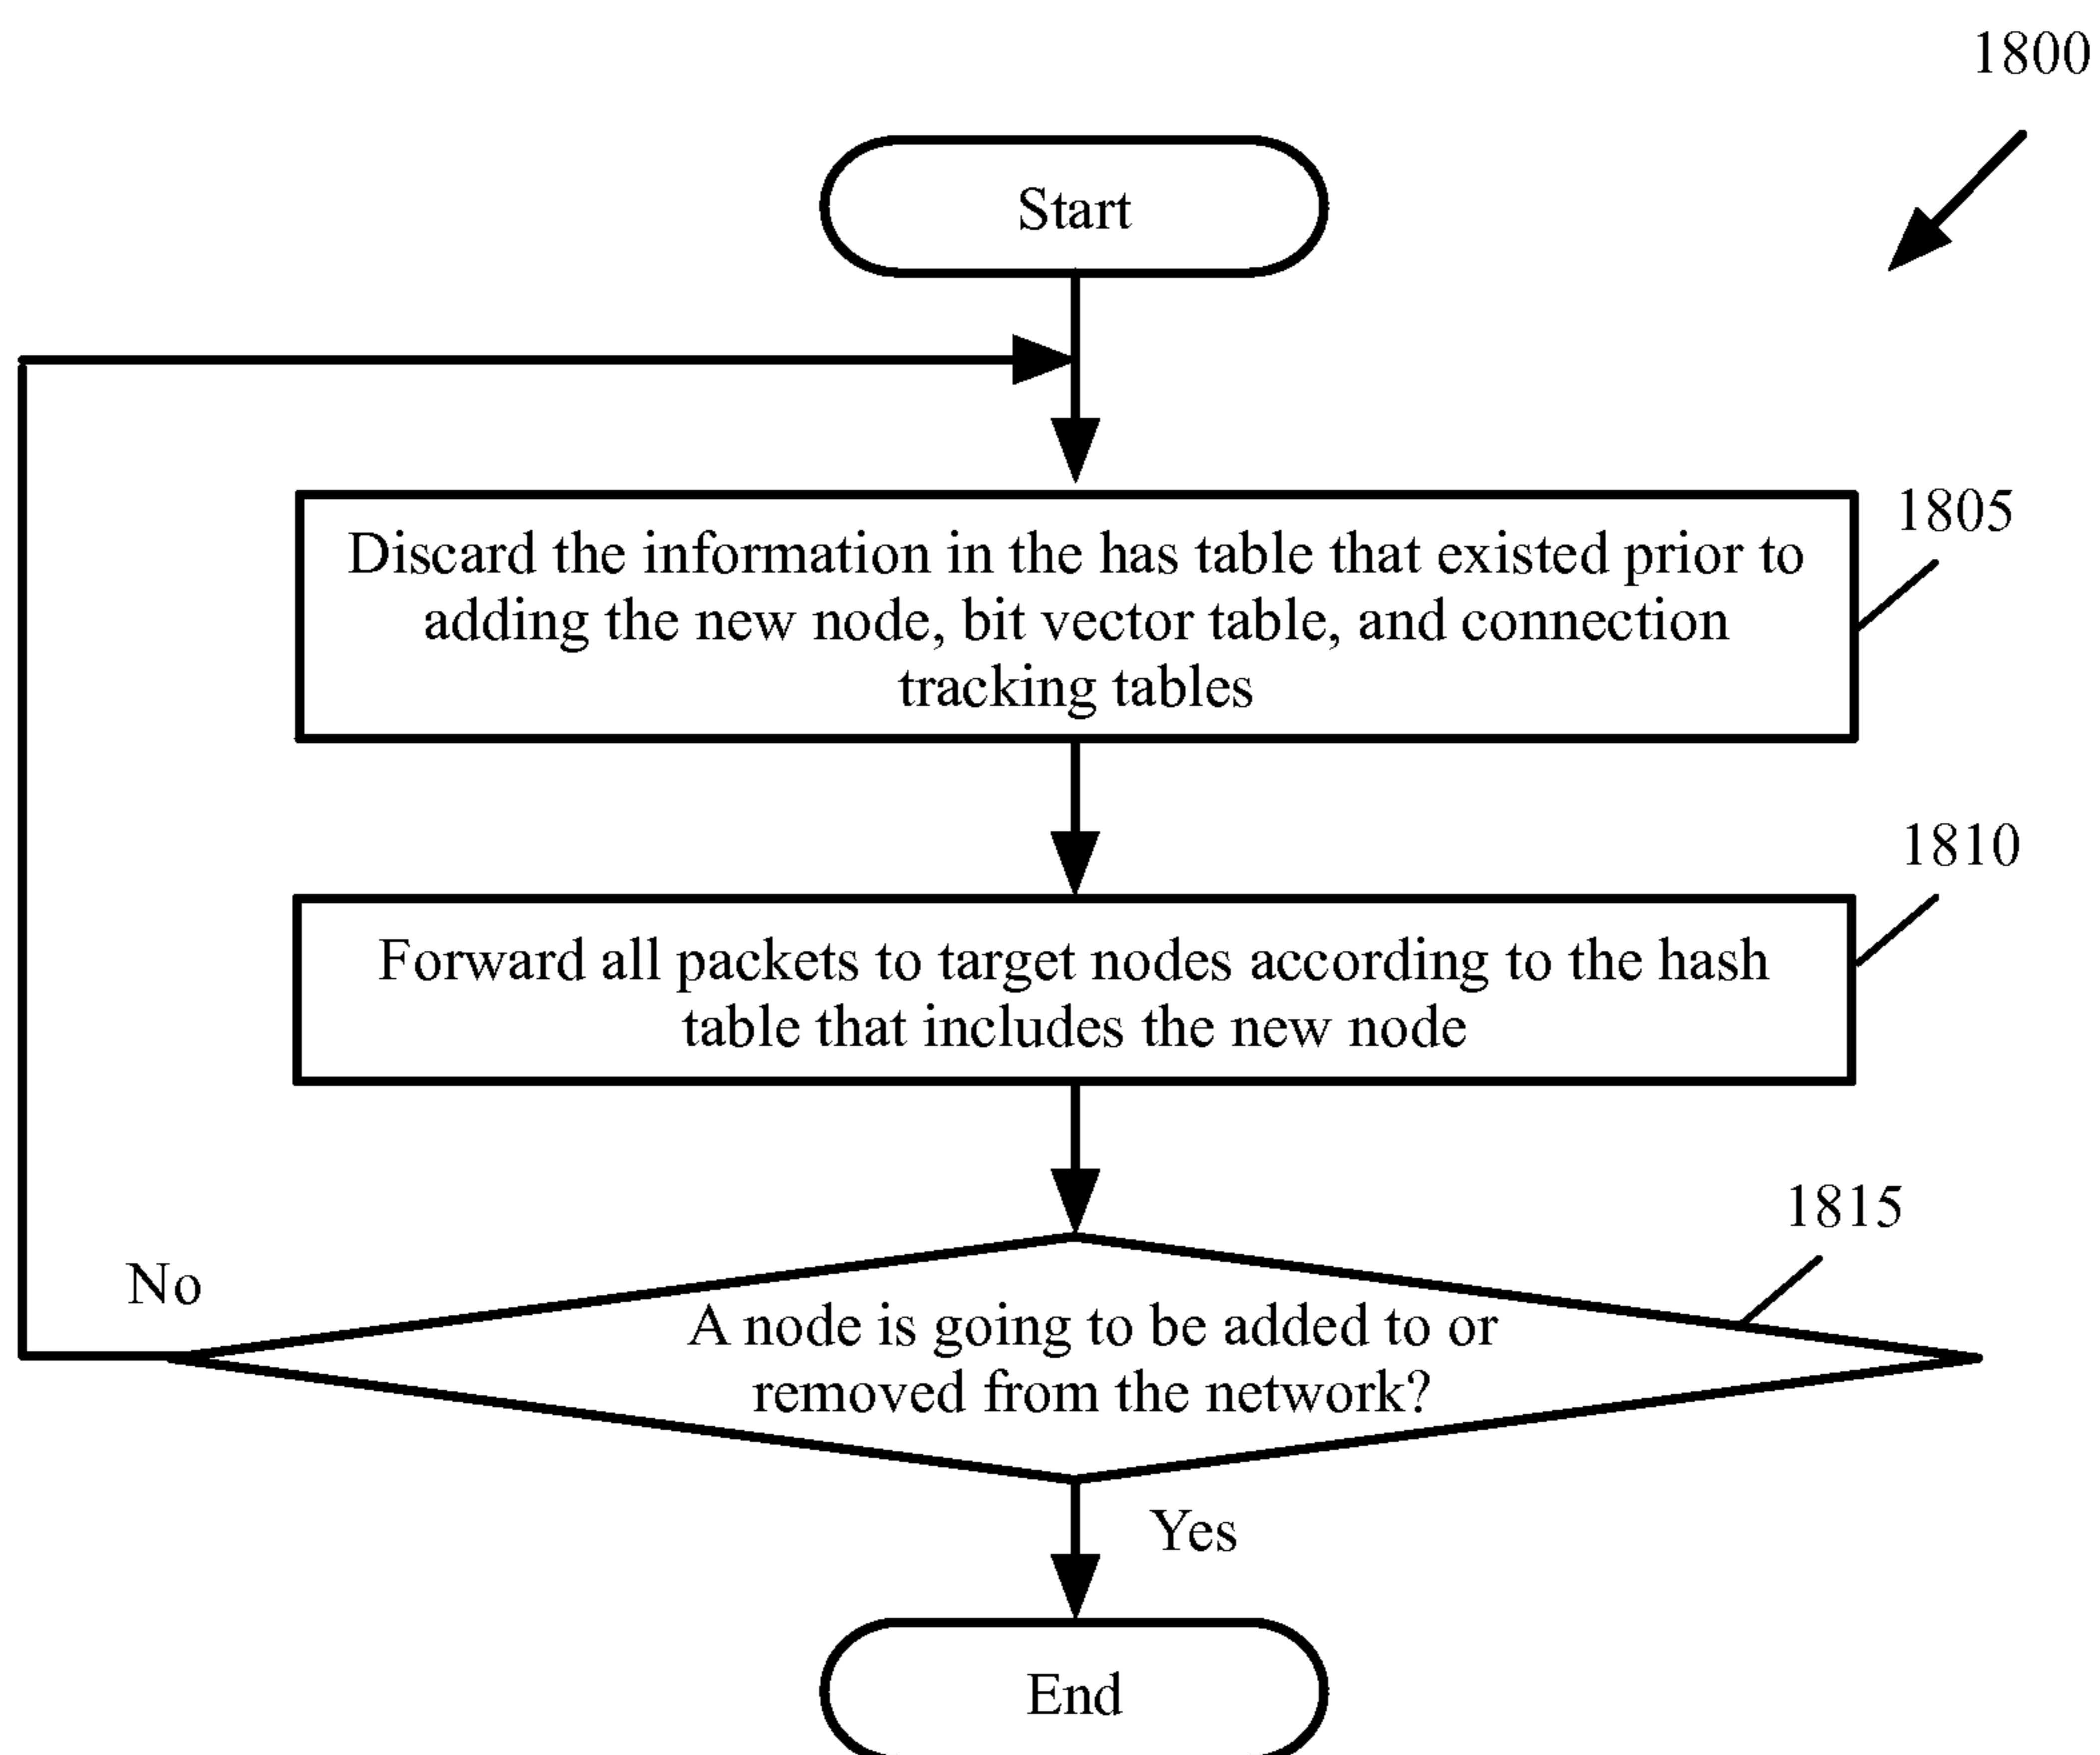 1800
Start
Discard the information in the has table that existed prior to
adding the new node, bit vector table, and connection
tracking tables
1805
Forward all packets to target nodes according to the hash
table that includes the new node
1810
A node is going to be added to or
removed from the network?
1815
No
Yes
End